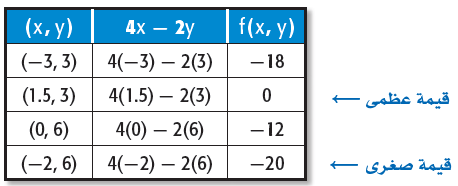 (x, y) 4x − 2y f(x, y)
(−3, 3) 4(−3) − 2(3) −18
(1.5, 3) 4(1.5) − 2(3) 0 ← قيمة عظمى
(0, 6) 4(0) − 2(6) −12
(−2, 6) 4(−2) − 2(6) −20 ← قيمة صغرى